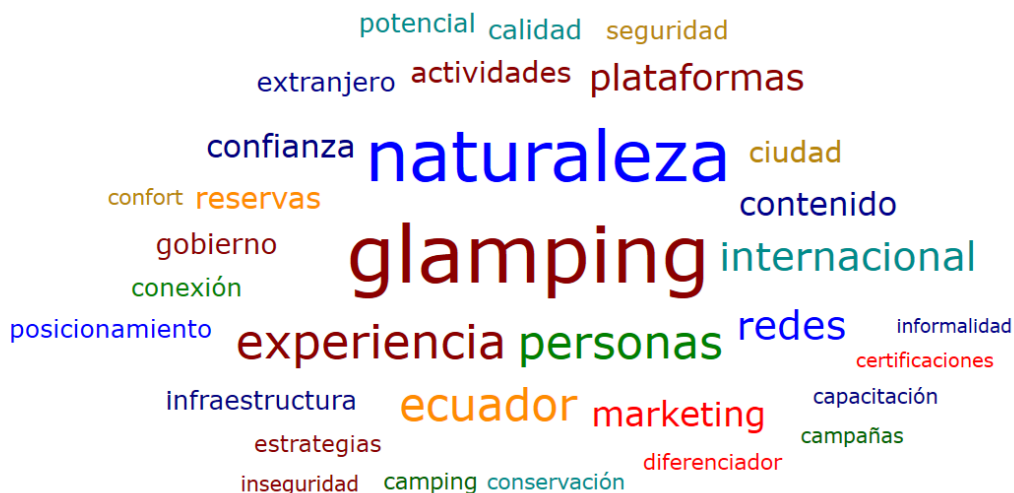 potencial calidad seguridad
extranjero actividades plataformas
confianza naturaleza ciudad
confort reservas contenido
gobierno glamping internacional
conexión
posicionamiento experiencia personas redes informalidad
certificaciones
infraestructura ecuador marketing capacitación
estrategias campañas
diferenciador
inseguridad camping conservación